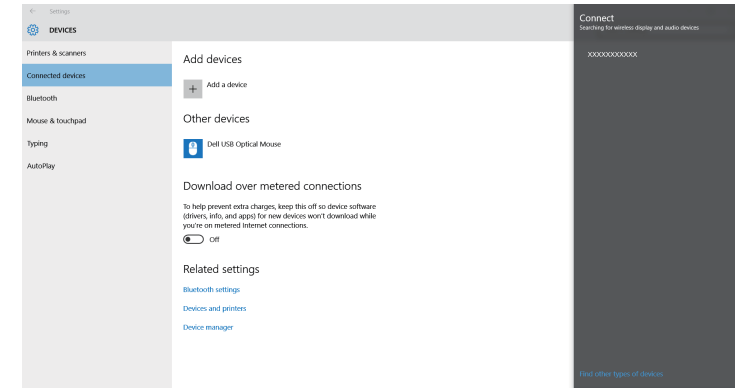 Settings
DEVICES
Printers & scanners
Connected devices
Bluetooth
Mouse & touchpad
Typing
AutoPlay
Add devices
Add a device
Other devices
Dell USB Optical Mouse
Download over metered connections
To help prevent extra charges, keep this off so device software
(drivers, info, and apps) for new devices won't download while
you're on metered Internet connections.
Off
Related settings
Bluetooth settings
Devices and printers
Device manager
Connect
Searching for wireless display and audio devices
XXXXXXXXXXX
Find other types of devices